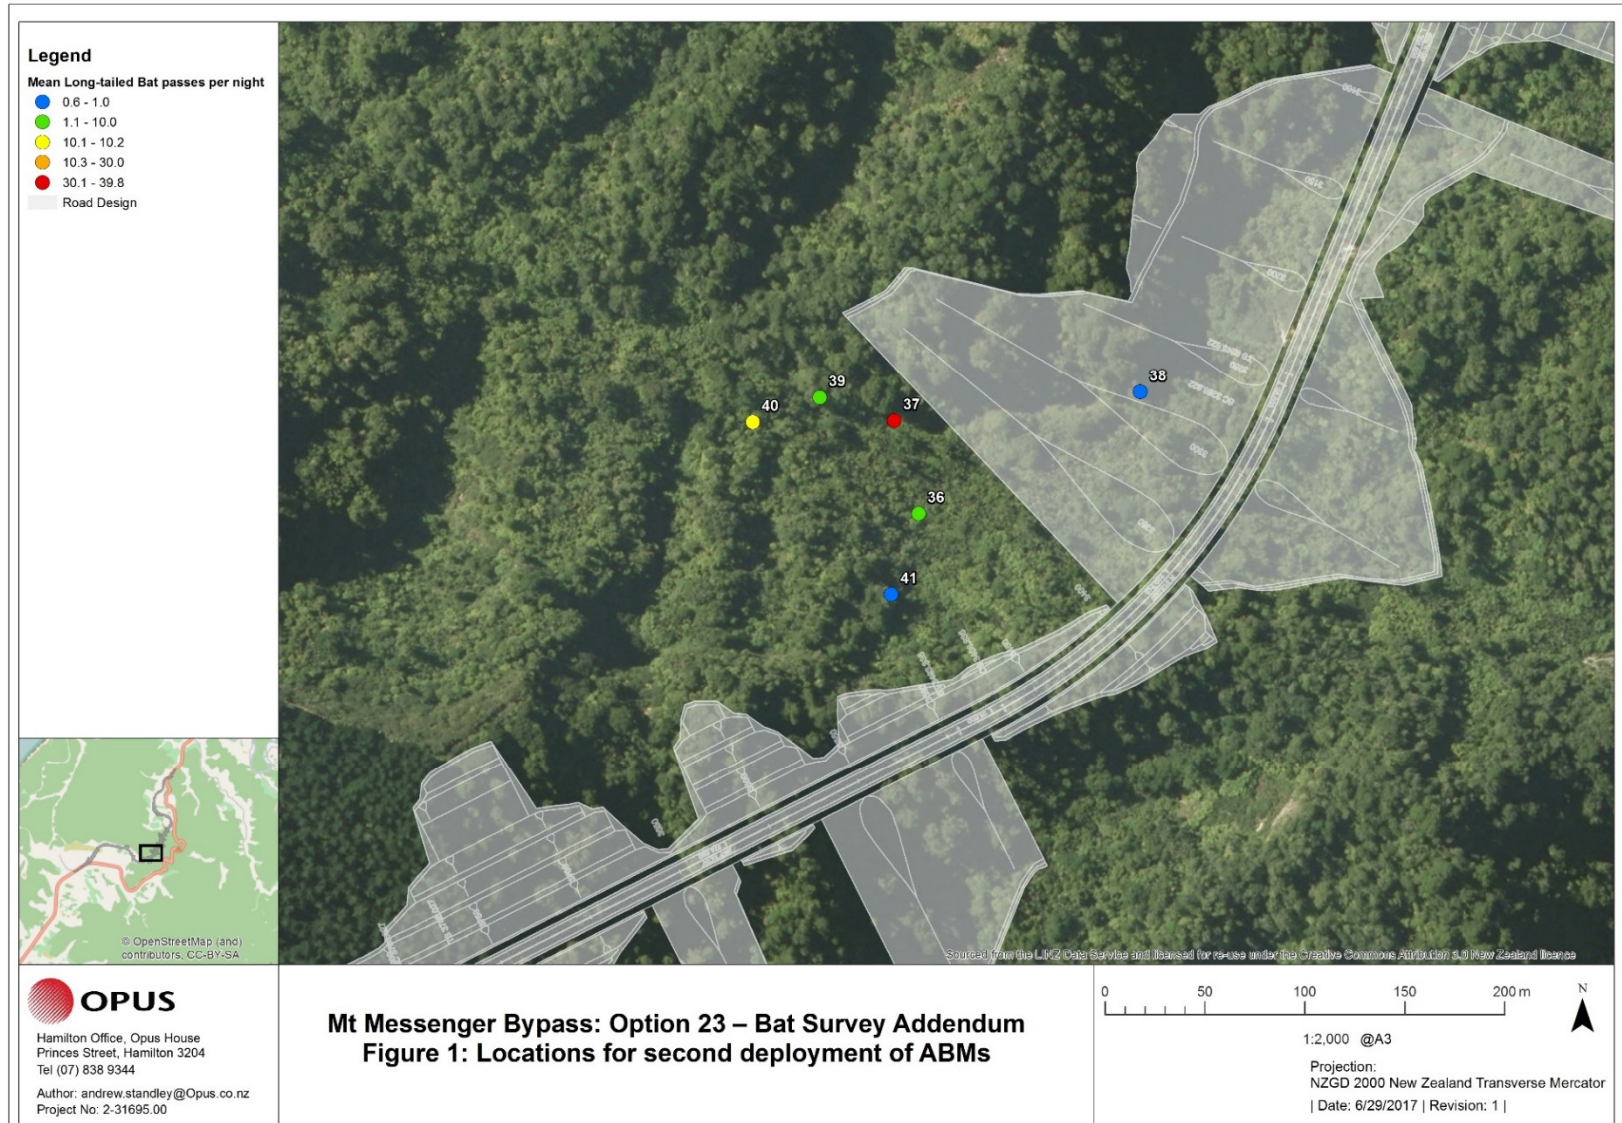 Legend
Mean Long-tailed Bat passes per night
0.6 - 1.0
1.1 - 10.0
10.1 - 10.2
10.3 - 30.0
30.1 - 39.8
Road Design
39
40
37
38
36
41
© OpenStreetMap (and)
contributors, CC-BY-SA
Sourced from the LINZ Data Service and licensed for re-use under the Creative Commons Attribution 3.0 New Zealand licence
OPUS
Hamilton Office, Opus House
Princes Street, Hamilton 3204
Tel (07) 838 9344
Author: andrew.standley@Opus.co.nz
Project No: 2-31695.00
Mt Messenger Bypass: Option 23 – Bat Survey Addendum
Figure 1: Locations for second deployment of ABMs
0 50 100 150 200 m
N
1:2,000 @A3
Projection:
NZGD 2000 New Zealand Transverse Mercator
| Date: 6/29/2017 | Revision: 1 |